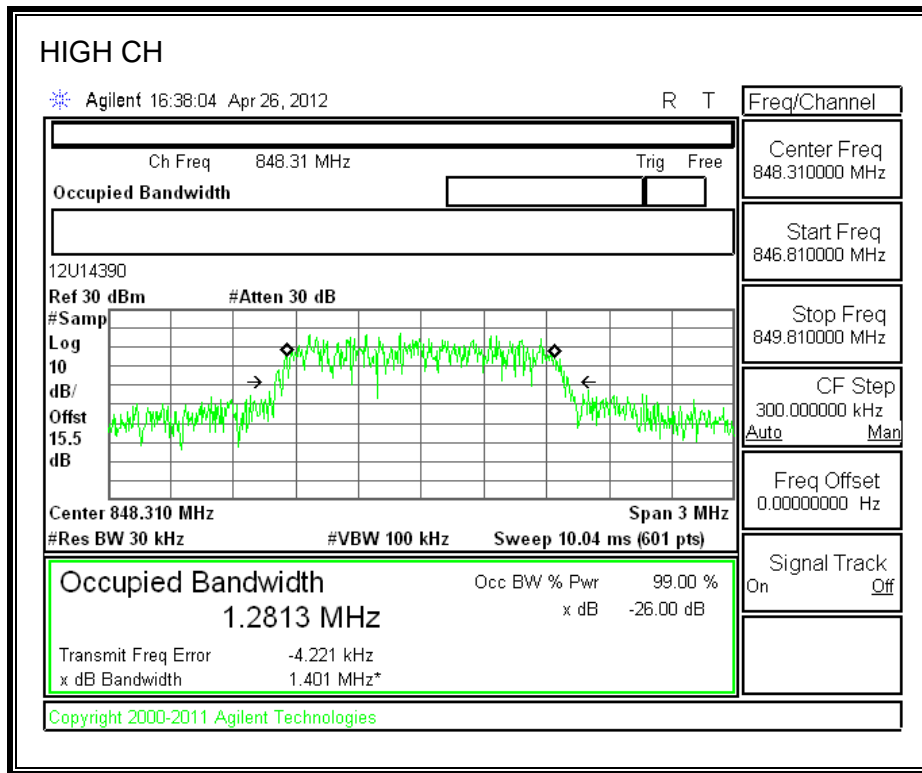 HIGH CH
Agilent 16:38:04 Apr 26, 2012 R T
Freq/Channel
Ch Freq 848.31 MHz Trig Free
Occupied Bandwidth
Center Freq
848.310000 MHz
Start Freq
846.810000 MHz
12U14390
Ref 30 dBm #Atten 30 dB
#Samp
Log
10
dB/
Offst
15.5
dB
Stop Freq
849.810000 MHz
CF Step
300.000000 kHz
Auto Man
Freq Offset
0.00000000 Hz
Center 848.310 MHz Span 3 MHz
#Res BW 30 kHz #VBW 100 kHz Sweep 10.04 ms (601 pts)
Signal Track
On Off
Occupied Bandwidth Occ BW % Pwr 99.00 %
1.2813 MHz x dB -26.00 dB
Transmit Freq Error -4.221 kHz
x dB Bandwidth 1.401 MHz*
Copyright 2000-2011 Agilent Technologies